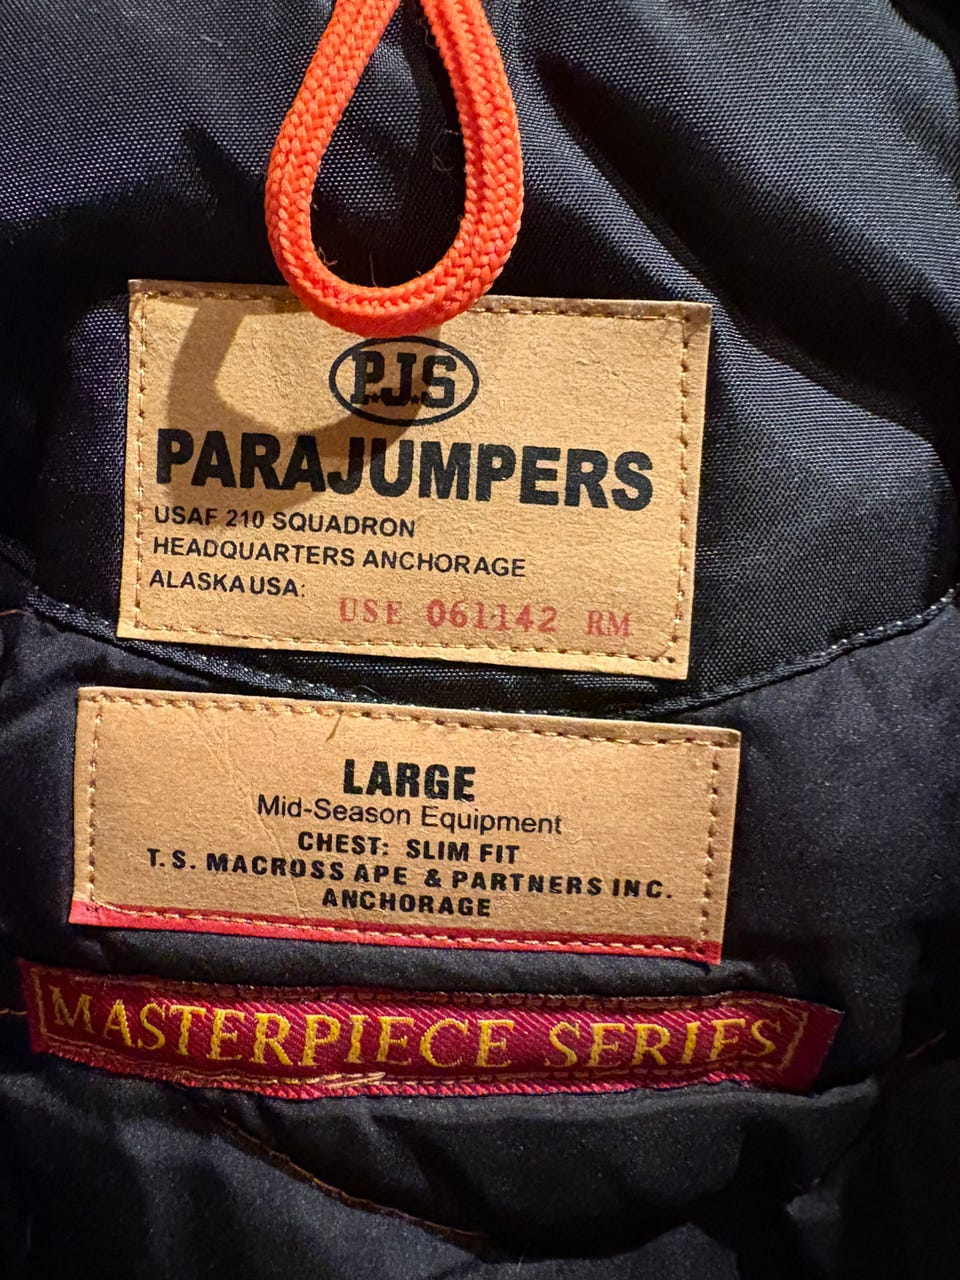 P.J.S
PARAJUMPERS
USAF 210 SQUADRON
HEADQUARTERS ANCHORAGE
ALASKA USA:
USE 061142 RM
LARGE
Mid-Season Equipment
CHEST: SLIM FIT
T.S. MACROSS APE & PARTNERS INC.
ANCHORAGE
MASTERPIECE SERIES